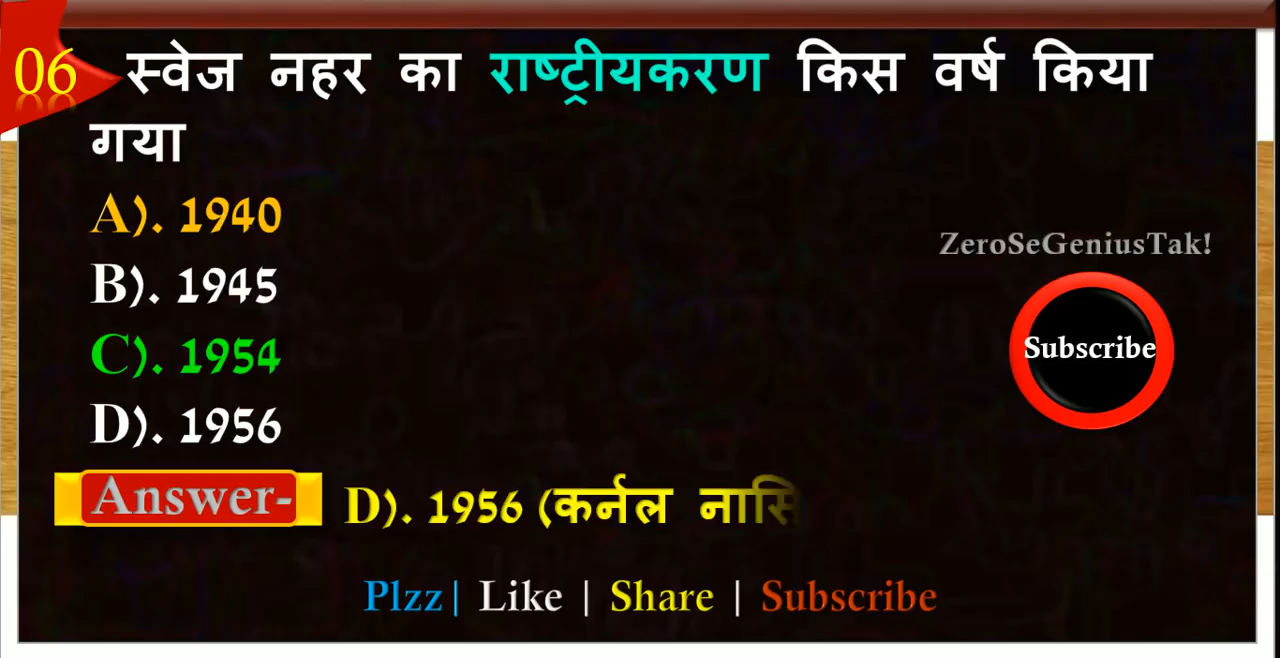 06 स्वेज नहर का राष्ट्रीयकरण किस वर्ष किया
गया
A). 1940
B). 1945
C). 1954
D). 1956
ZeroSeGeniusTak!
Subscribe
Answer- D). 1956 (कर्नल
Plzz| Like | Share | Subscribe